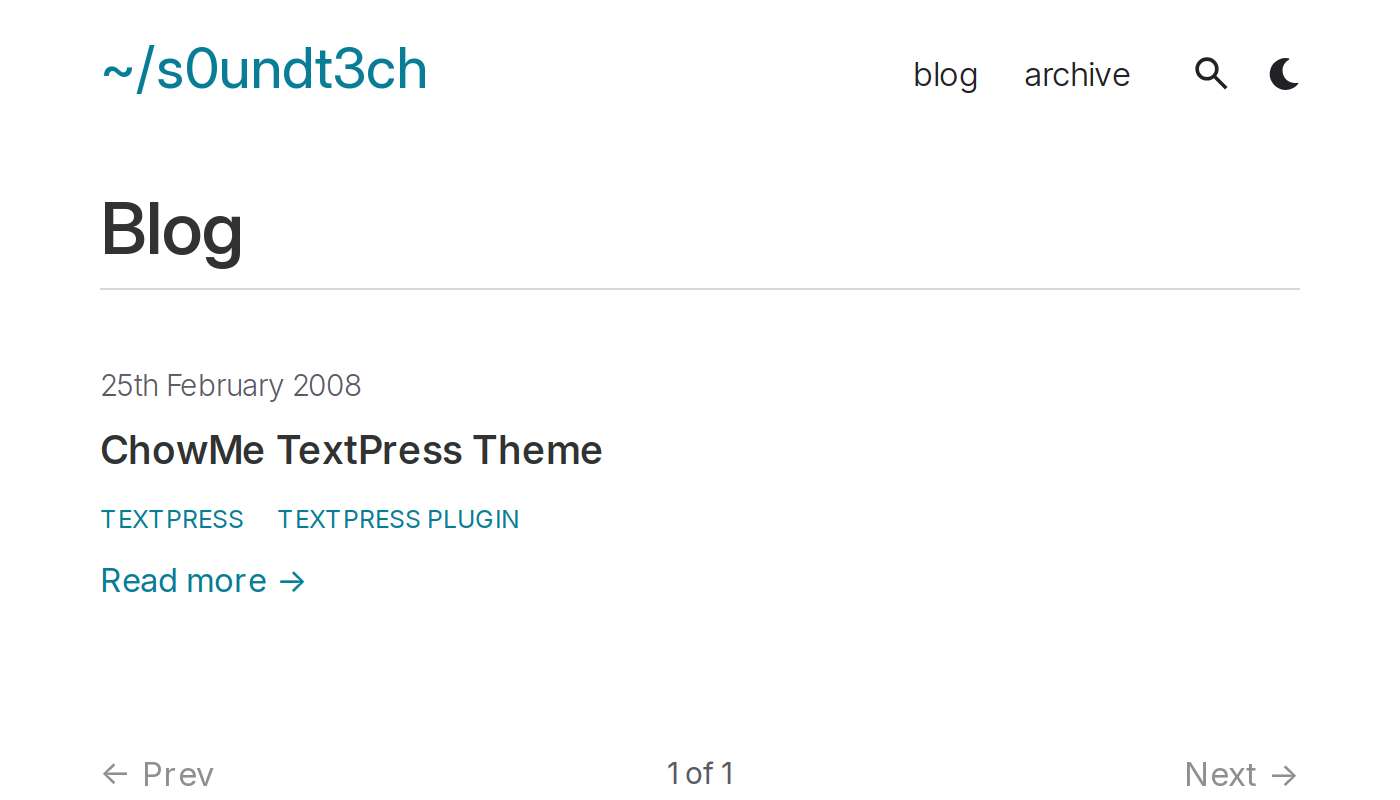 ~/s0undt3ch
blog archive
Blog
25th February 2008
ChowMe TextPress Theme
TEXTPRESS TEXTPRESS PLUGIN
Read more →
← Prev 1 of 1 Next →